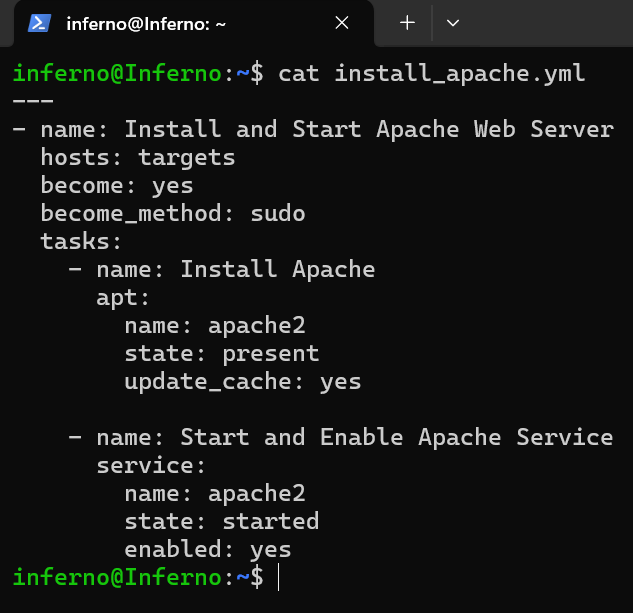 inferno@Inferno: ~
inferno@Inferno:~$ cat install_apache.yml
---
- name: Install and Start Apache Web Server
  hosts: targets
  become: yes
  become_method: sudo
  tasks:
    - name: Install Apache
      apt:
        name: apache2
        state: present
        update_cache: yes

    - name: Start and Enable Apache Service
      service:
        name: apache2
        state: started
        enabled: yes
inferno@Inferno:~$